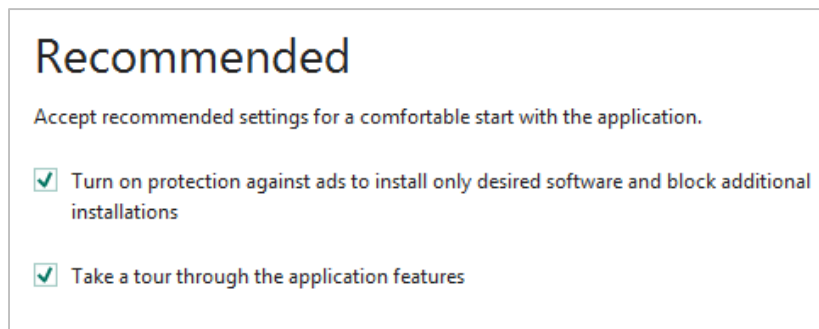 Recommended
Accept recommended settings for a comfortable start with the application.
Turn on protection against ads to install only desired software and block additional
installations
Take a tour through the application features